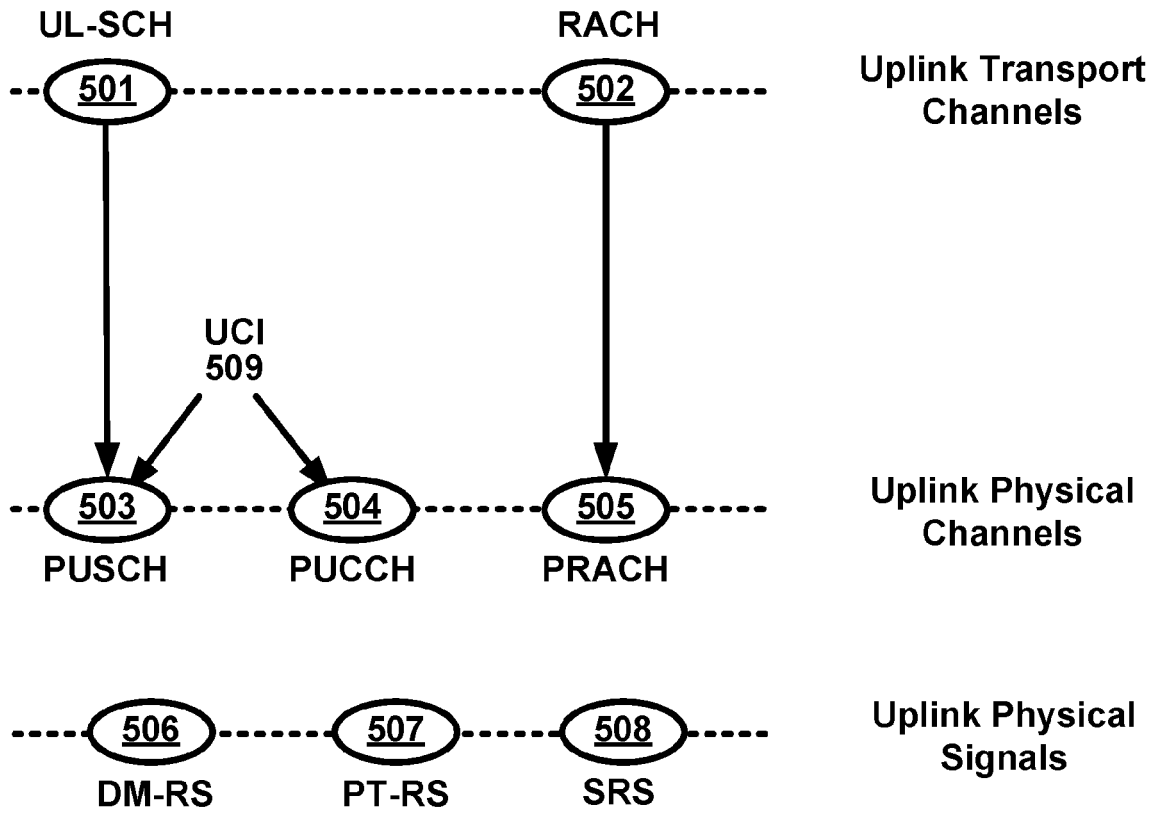 UL-SCH
RACH
501
502
Uplink Transport
Channels
UCI
509
503
504
505
Uplink Physical
Channels
PUSCH
PUCCH
PRACH
506
507
508
Uplink Physical
Signals
DM-RS
PT-RS
SRS